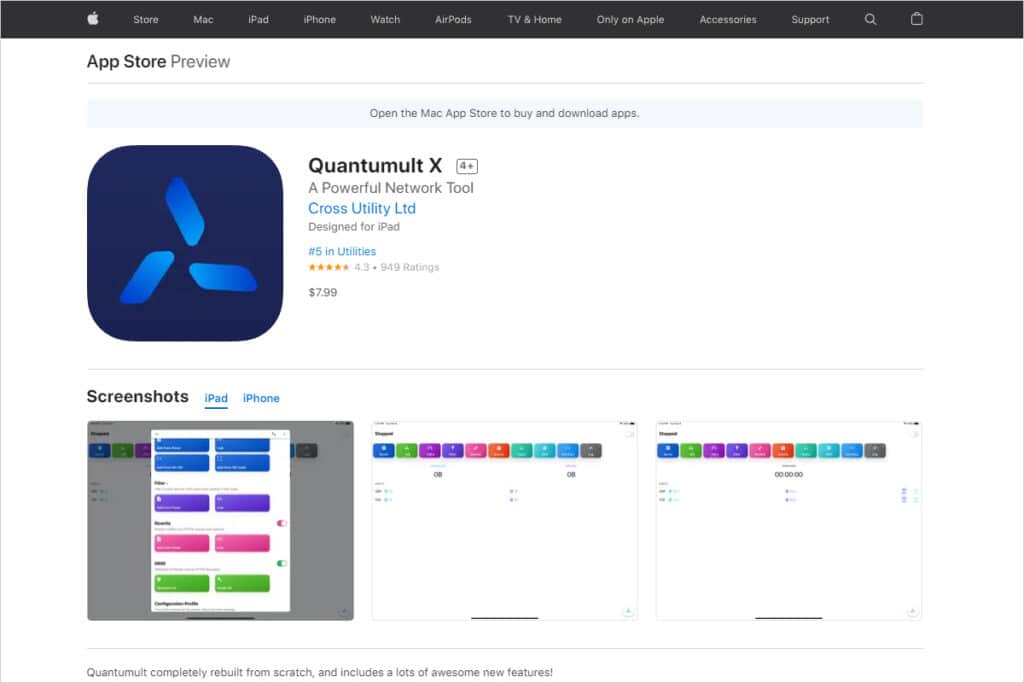 Store Mac iPad iPhone Watch AirPods TV & Home Only on Apple Accessories Support
App Store Preview
Open the Mac App Store to buy and download apps.
Quantumult X 4+
A Powerful Network Tool
Cross Utility Ltd
Designed for iPad
#5 in Utilities
4.3 • 949 Ratings
$7.99
Screenshots iPad iPhone
Stopped
Filter
Rewrite
MitM
Configuration Profile
Stopped
0B 0B
Stopped
00:00:00
Quantumult completely rebuilt from scratch, and includes a lots of awesome new features!